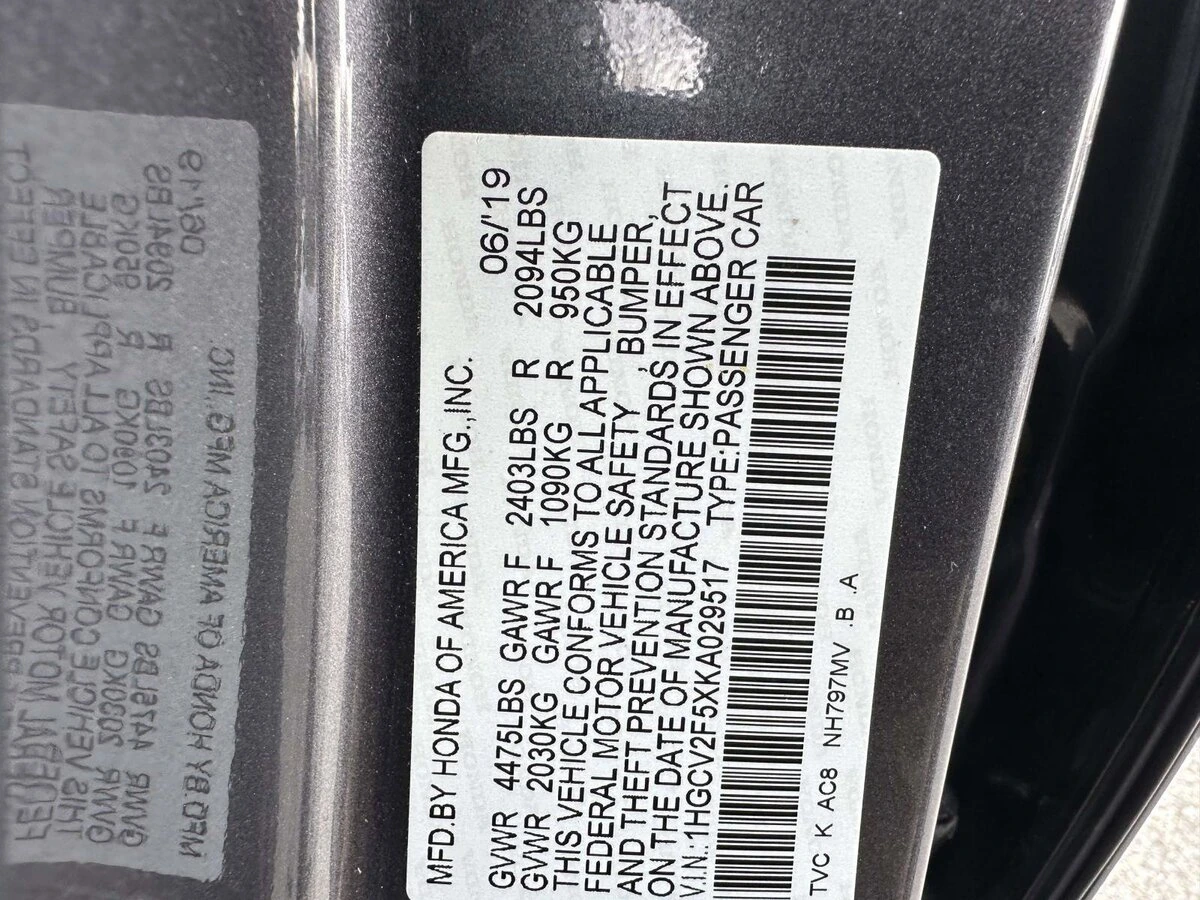 MFD.BY HONDA OF AMERICA MFG.,INC. 06/'19
GVWR 4475LBS GAWR F 2403LBS R 2094LBS
GVWR 2030KG GAWR F 1090KG R 950KG
THIS VEHICLE CONFORMS TO ALL APPLICABLE
FEDERAL MOTOR VEHICLE SAFETY, BUMPER,
AND THEFT PREVENTION STANDARDS, IN EFFECT
ON THE DATE OF MANUFACTURE SHOWN ABOVE.
V.I.N.:1HGCV2F5XKA029517 TYPE:PASSENGER CAR
TVC K AC8 NH797MV .B .A